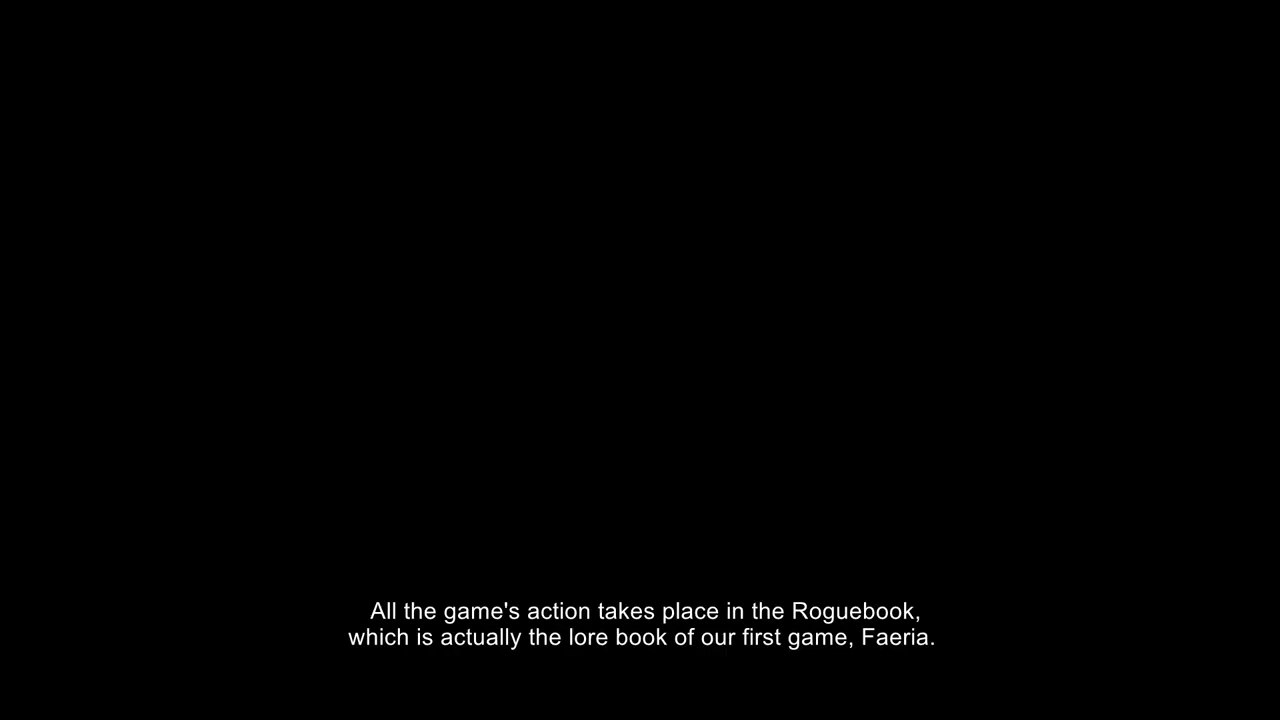 All the game's action takes place in the Roguebook,
which is actually the lore book of our first game, Faeria.